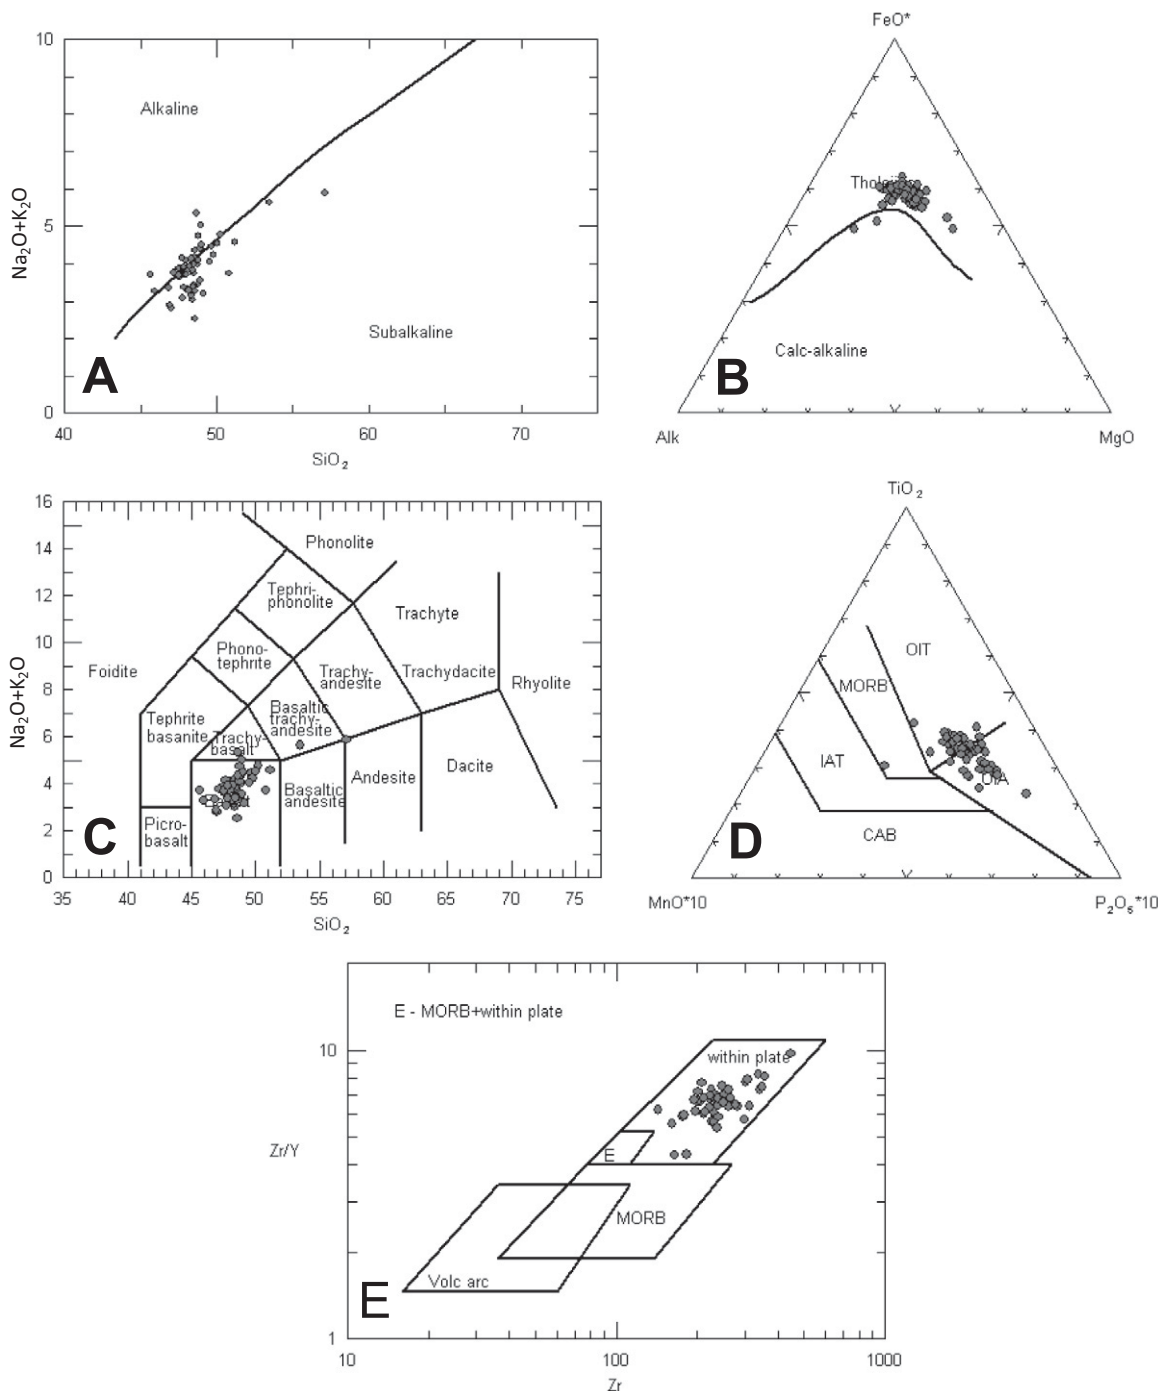 10
Alkaline
5
Na₂O+K₂O
Subalkaline
A
0
40
50
60
70
SiO₂
FeO*
Tholeiitic
Calc-alkaline
B
Alk
MgO
16
14
12
10
8
6
4
2
0
Na₂O+K₂O
Phonolite
Tephri-
phonolite
Trachyte
Phono-
tephrite
Foidite
Trachy-
andesite
Trachydacite
Rhyolite
Tephrite
basanite
Basaltic
trachy-
andesite
Trachy-
basalt
Dacite
Andesite
Basaltic
andesite
Picro-
basalt
C
35
40
45
50
55
60
65
70
75
SiO₂
TiO₂
OIT
MORB
IAT
OIA
CAB
D
MnO*10
P₂O₅*10
E - MORB+within plate
10
within plate
Zr/Y
E
MORB
Volc arc
E
1
10
100
1000
Zr